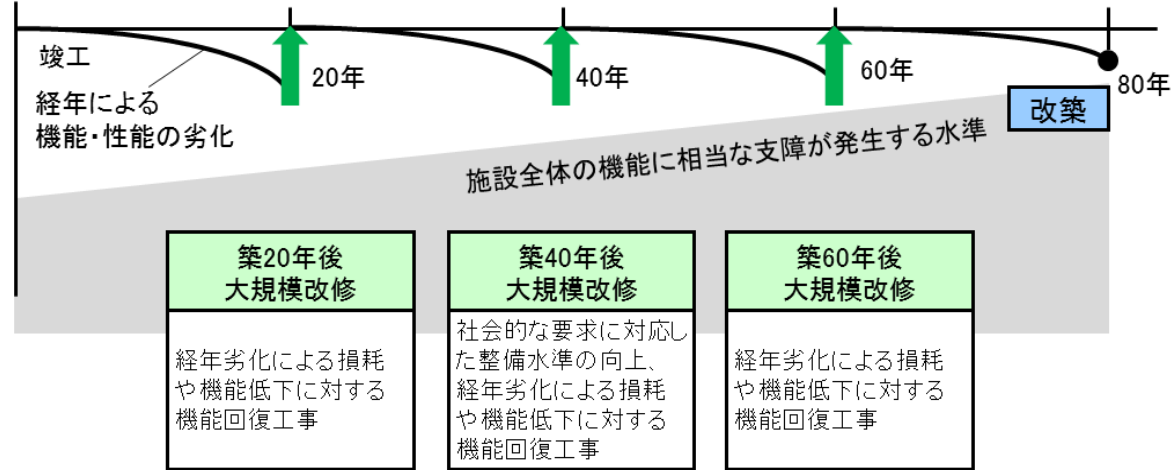 竣工
経年による
機能・性能の劣化
20年
40年
60年
80年
改築
施設全体の機能に相当な支障が発生する水準
築20年後
大規模改修
経年劣化による損耗
や機能低下に対する
機能回復工事
築40年後
大規模改修
社会的な要求に対応し
た整備水準の向上、
経年劣化による損耗
や機能低下に対する
機能回復工事
築60年後
大規模改修
経年劣化による損耗
や機能低下に対する
機能回復工事